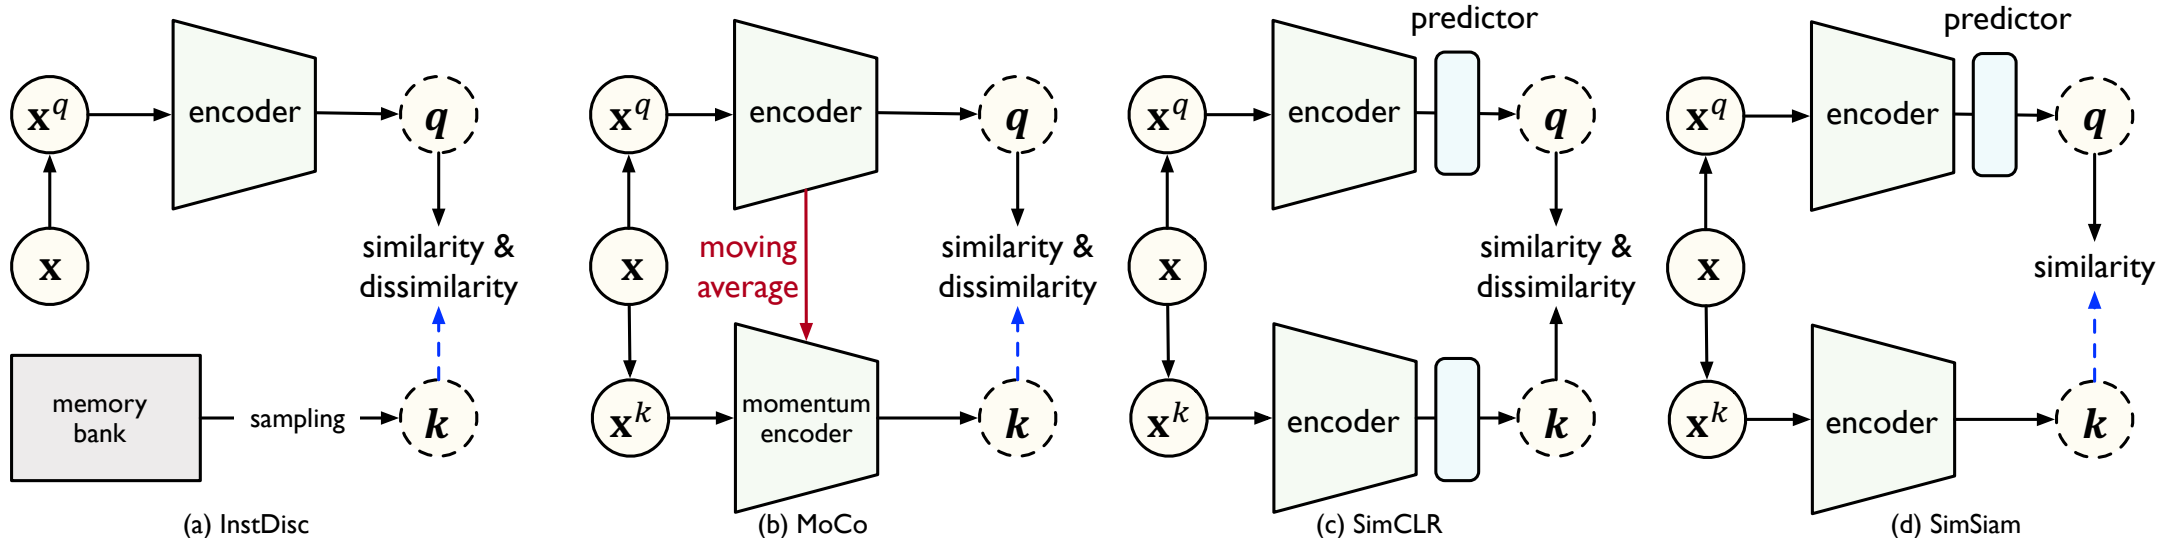 x^q
encoder
q
x
similarity &
dissimilarity
memory
bank
sampling
k
(a) InstDisc
x^q
encoder
q
x
moving
average
similarity &
dissimilarity
x^k
momentum
encoder
k
(b) MoCo
predictor
x^q
encoder
q
x
similarity &
dissimilarity
x^k
encoder
k
(c) SimCLR
predictor
x^q
encoder
q
x
similarity
x^k
encoder
k
(d) SimSiam